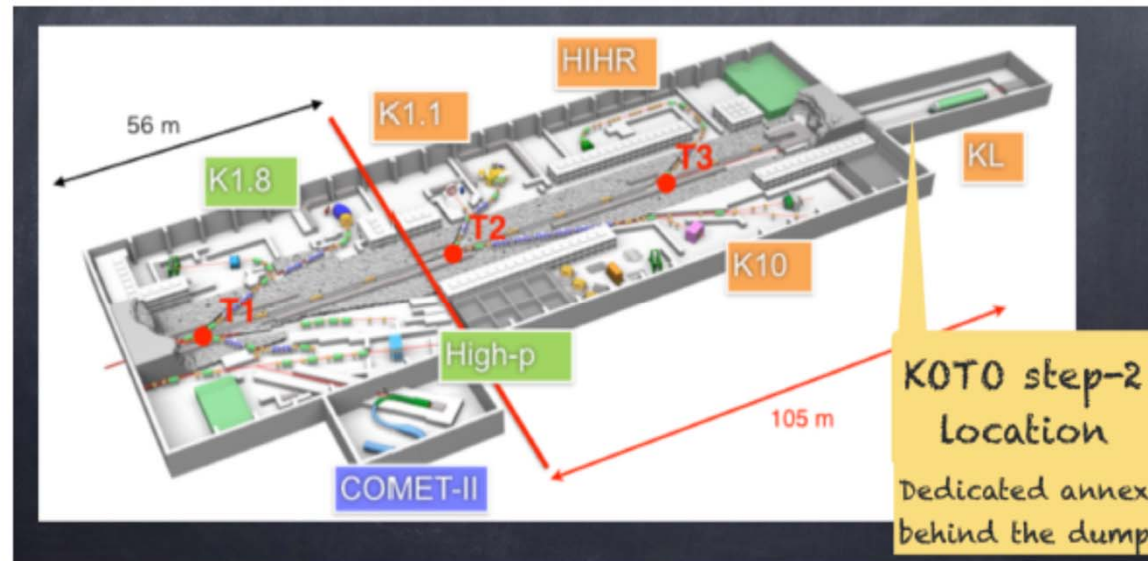 HIHR
K1.1
56 m
K1.8
T3
KL
T2
K10
T1
High-p
105 m
COMET-II
KOTO step-2
location
Dedicated annex
behind the dump